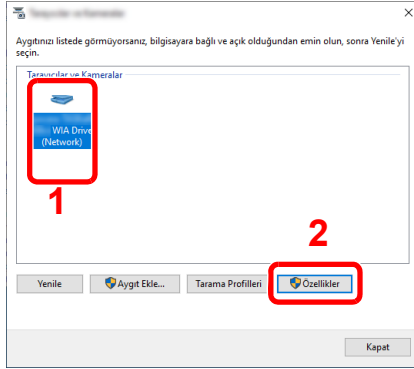 Aygıtınızı listede görmüyorsanız, bilgisayara bağlı ve açık olduğundan emin olun, sonra Yenile'yi
seçin.
Tarayıcılar ve Kameralar
WIA Drive
(Network)
1
2
Yenile
Aygıt Ekle...
Tarama Profilleri
Özellikler
Kapat